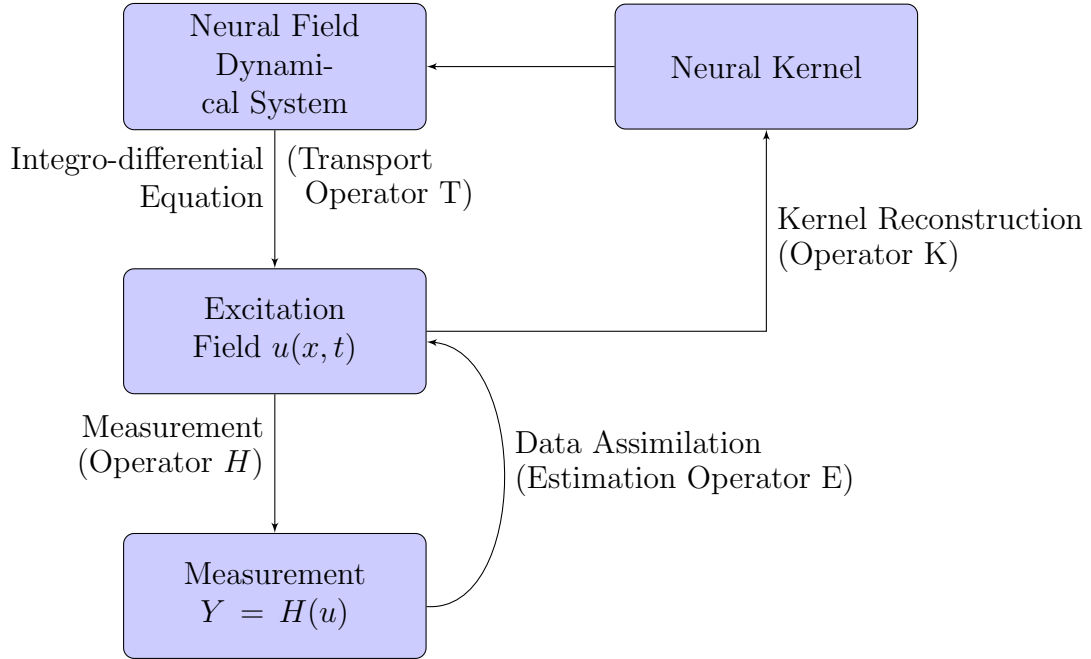 Neural Field
Dynami-
cal System
Neural Kernel
Integro-differential
Equation
(Transport
Operator T)
Kernel Reconstruction
(Operator K)
Excitation
Field u(x, t)
Measurement
(Operator H)
Data Assimilation
(Estimation Operator E)
Measurement
Y = H(u)